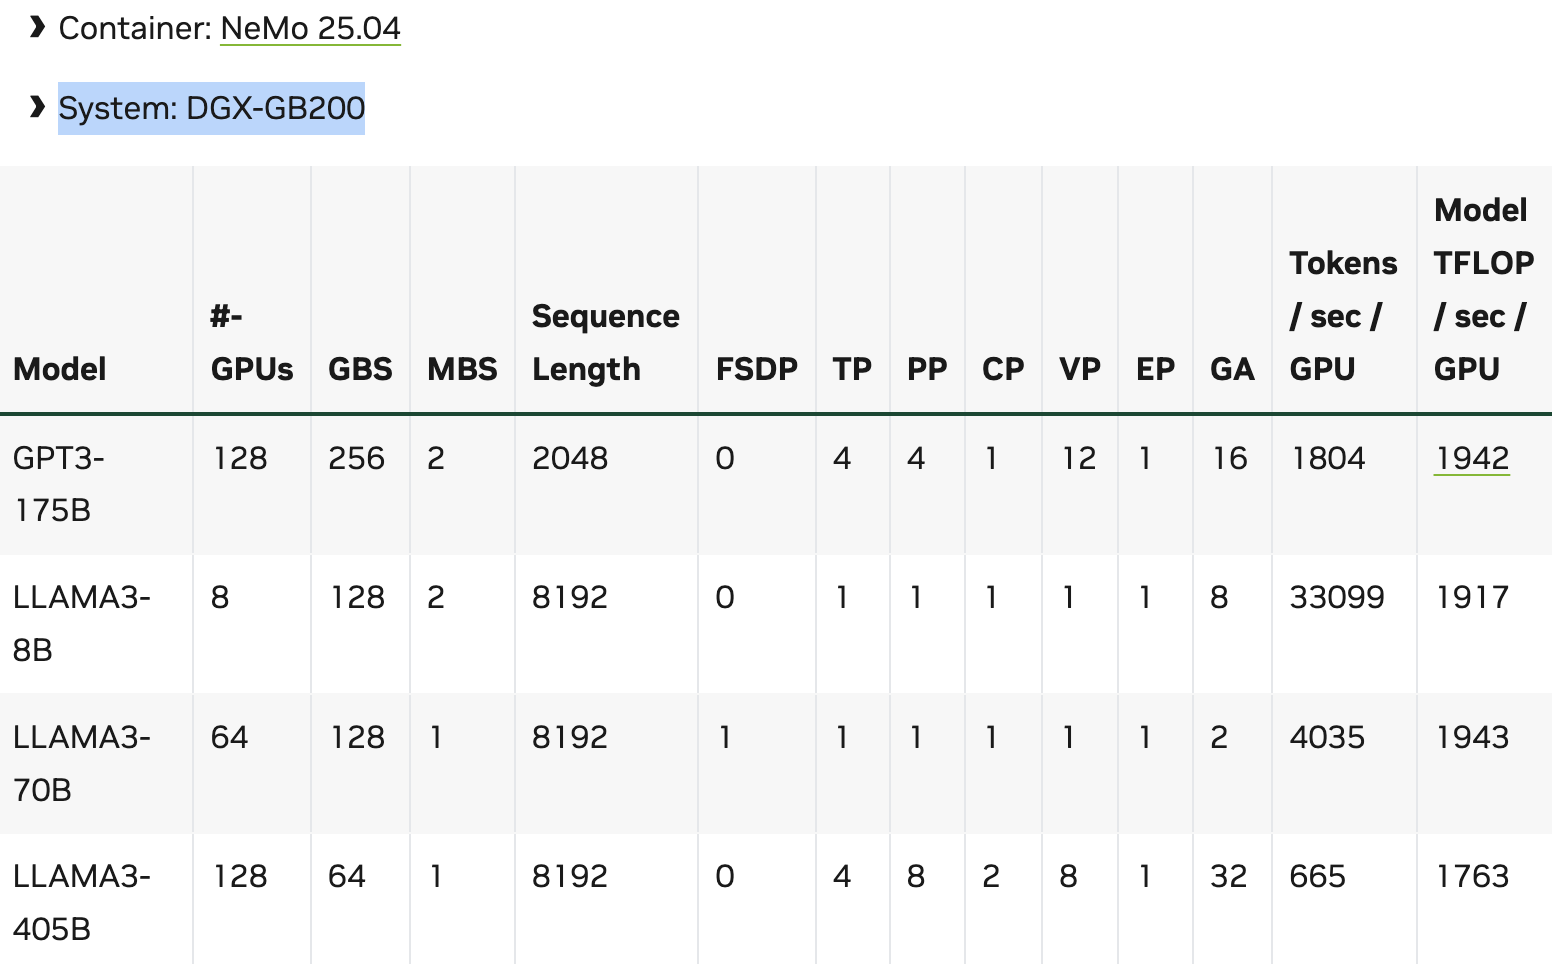 ❱ Container: NeMo 25.04
❱ System: DGX-GB200
Model #-GPUs GBS MBS Sequence Length FSDP TP PP CP VP EP GA Tokens / sec / GPU Model TFLOP / sec / GPU
GPT3-175B 128 256 2 2048 0 4 4 1 12 1 16 1804 1942
LLAMA3-8B 8 128 2 8192 0 1 1 1 1 1 8 33099 1917
LLAMA3-70B 64 128 1 8192 1 1 1 1 1 1 2 4035 1943
LLAMA3-405B 128 64 1 8192 0 4 8 2 8 1 32 665 1763